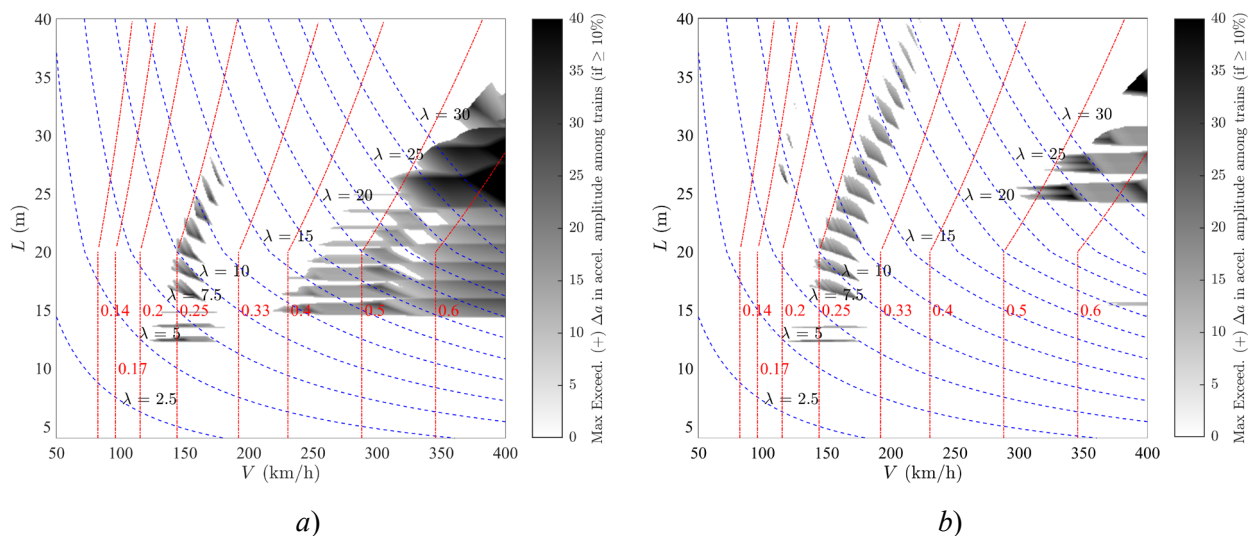 a)
40
35
30
25
20
15
10
5
L (m)
50
100
150
200
250
300
350
400
V (km/h)
λ = 30
λ = 25
λ = 20
λ = 15
λ = 10
λ = 7.5
λ = 5
λ = 2.5
0.14
0.2
0.25
0.33
0.4
0.5
0.6
0.17
40
35
30
25
20
15
10
5
0
Max Exceed. (+) Δa in accel. amplitude among trains (if ≥ 10%)
a)
b)
40
35
30
25
20
15
10
5
L (m)
50
100
150
200
250
300
350
400
V (km/h)
λ = 30
λ = 25
λ = 20
λ = 15
λ = 10
λ = 7.5
λ = 5
λ = 2.5
0.14
0.2
0.25
0.33
0.4
0.5
0.6
0.17
40
35
30
25
20
15
10
5
0
Max Exceed. (+) Δa in accel. amplitude among trains (if ≥ 10%)
b)